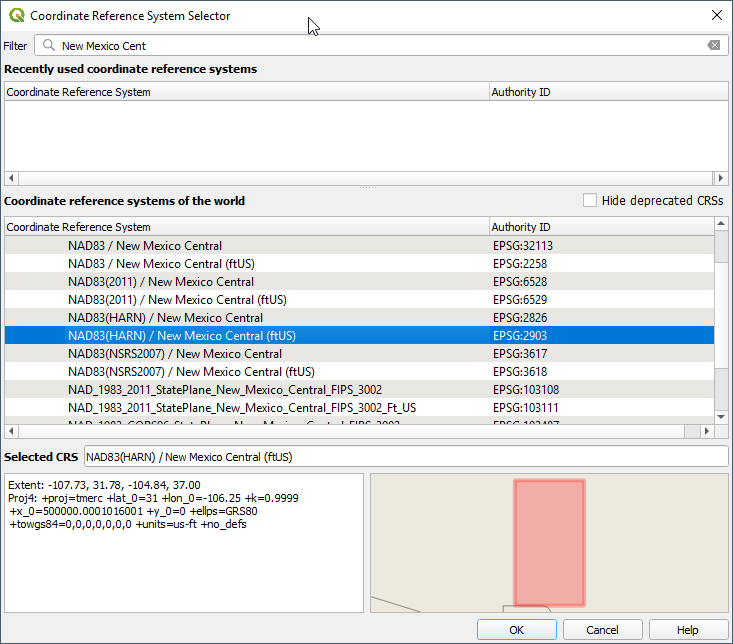 Coordinate Reference System Selector
Filter New Mexico Cent
Recently used coordinate reference systems
Coordinate Reference System Authority ID
Coordinate reference systems of the world Hide deprecated CRSs
Coordinate Reference System Authority ID
NAD83 / New Mexico Central EPSG:32113
NAD83 / New Mexico Central (ftUS) EPSG:2258
NAD83(2011) / New Mexico Central EPSG:6528
NAD83(2011) / New Mexico Central (ftUS) EPSG:6529
NAD83(HARN) / New Mexico Central EPSG:2826
NAD83(HARN) / New Mexico Central (ftUS) EPSG:2903
NAD83(NSRS2007) / New Mexico Central EPSG:3617
NAD83(NSRS2007) / New Mexico Central (ftUS) EPSG:3618
NAD_1983_2011_StatePlane_New_Mexico_Central_FIPS_3002 EPSG:103108
NAD_1983_2011_StatePlane_New_Mexico_Central_FIPS_3002_Ft_US EPSG:103111
Selected CRS NAD83(HARN) / New Mexico Central (ftUS)
Extent: -107.73, 31.78, -104.84, 37.00
Proj4: +proj=tmerc +lat_0=31 +lon_0=-106.25 +k=0.9999
+x_0=500000.0001016001 +y_0=0 +ellps=GRS80
+towgs84=0,0,0,0,0,0,0 +units=us-ft +no_defs
OK Cancel Help